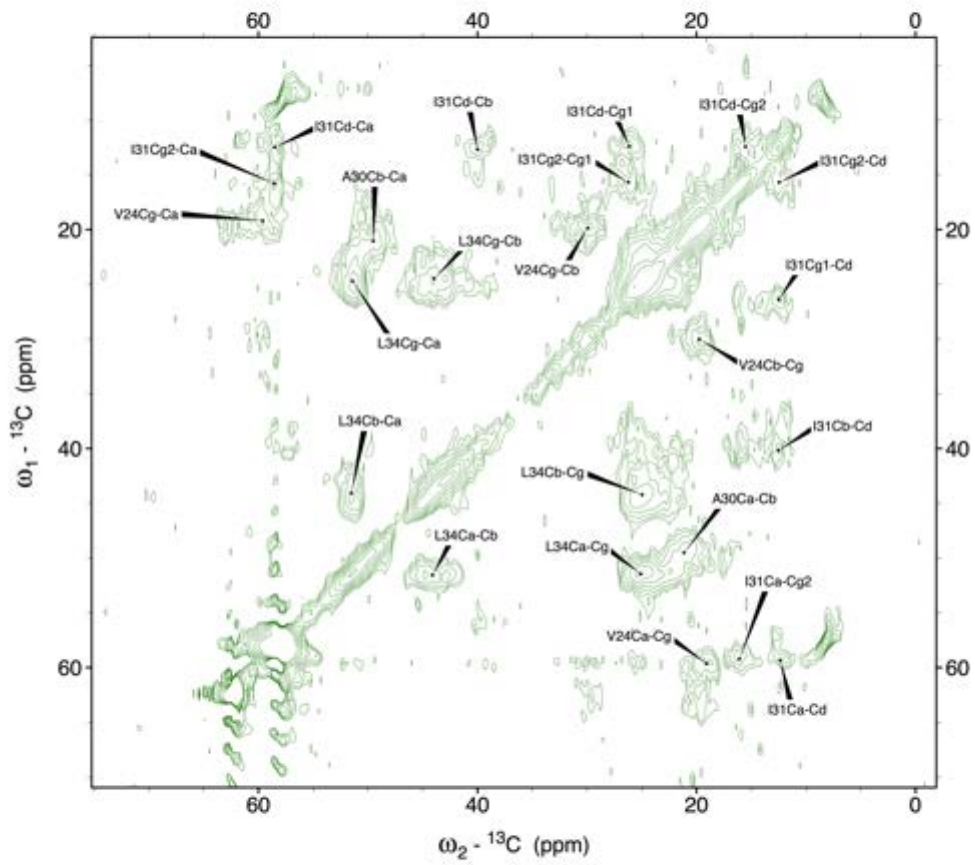 60 40 20 0
I31Cd-Cb
I31Cd-Cg1
I31Cd-Cg2
I31Cd-Ca
I31Cg2-Ca
I31Cg2-Cg1
I31Cg2-Cd
A30Cb-Ca
V24Cg-Ca
20
L34Cg-Cb
V24Cg-Cb
I31Cg1-Cd
L34Cg-Ca
V24Cb-Cg
ω1 - 13C (ppm)
L34Cb-Ca
I31Cb-Cd
40
L34Cb-Cg
A30Ca-Cb
L34Ca-Cb
L34Ca-Cg
I31Ca-Cg2
V24Ca-Cg
60
I31Ca-Cd
20
40
60
60 40 20 0
ω2 - 13C (ppm)